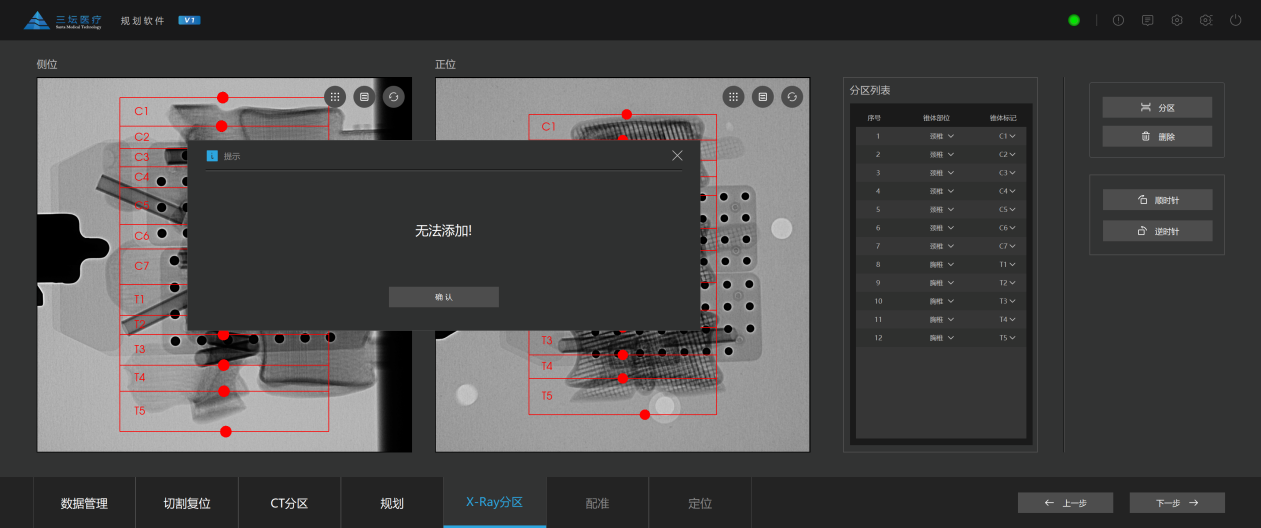 三坛医疗
Santa Medical Technology
规划软件
V1
侧位
正位
C1
C2
C3
C4
C6
C7
T1
T3
T4
T5
C1
T3
T4
T5
提示
无法添加!
确认
分区列表
序号 锥体部位 锥体标记
1 颈椎 C1
2 颈椎 C2
3 颈椎 C3
4 颈椎 C4
5 颈椎 C5
6 颈椎 C6
7 颈椎 C7
8 胸椎 T1
9 胸椎 T2
10 胸椎 T3
11 胸椎 T4
12 胸椎 T5
分区
删除
顺时针
逆时针
数据管理
切割复位
CT分区
规划
X-Ray分区
配准
定位
上一步
下一步